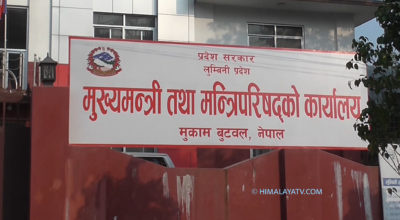 प्रदेश सरकार
लुम्बिनी प्रदेश
मुख्यमन्त्री तथा मन्त्रिपरिषद्को कार्यालय
मुकाम बुटवल, नेपाल
© HIMALAYATV.COM